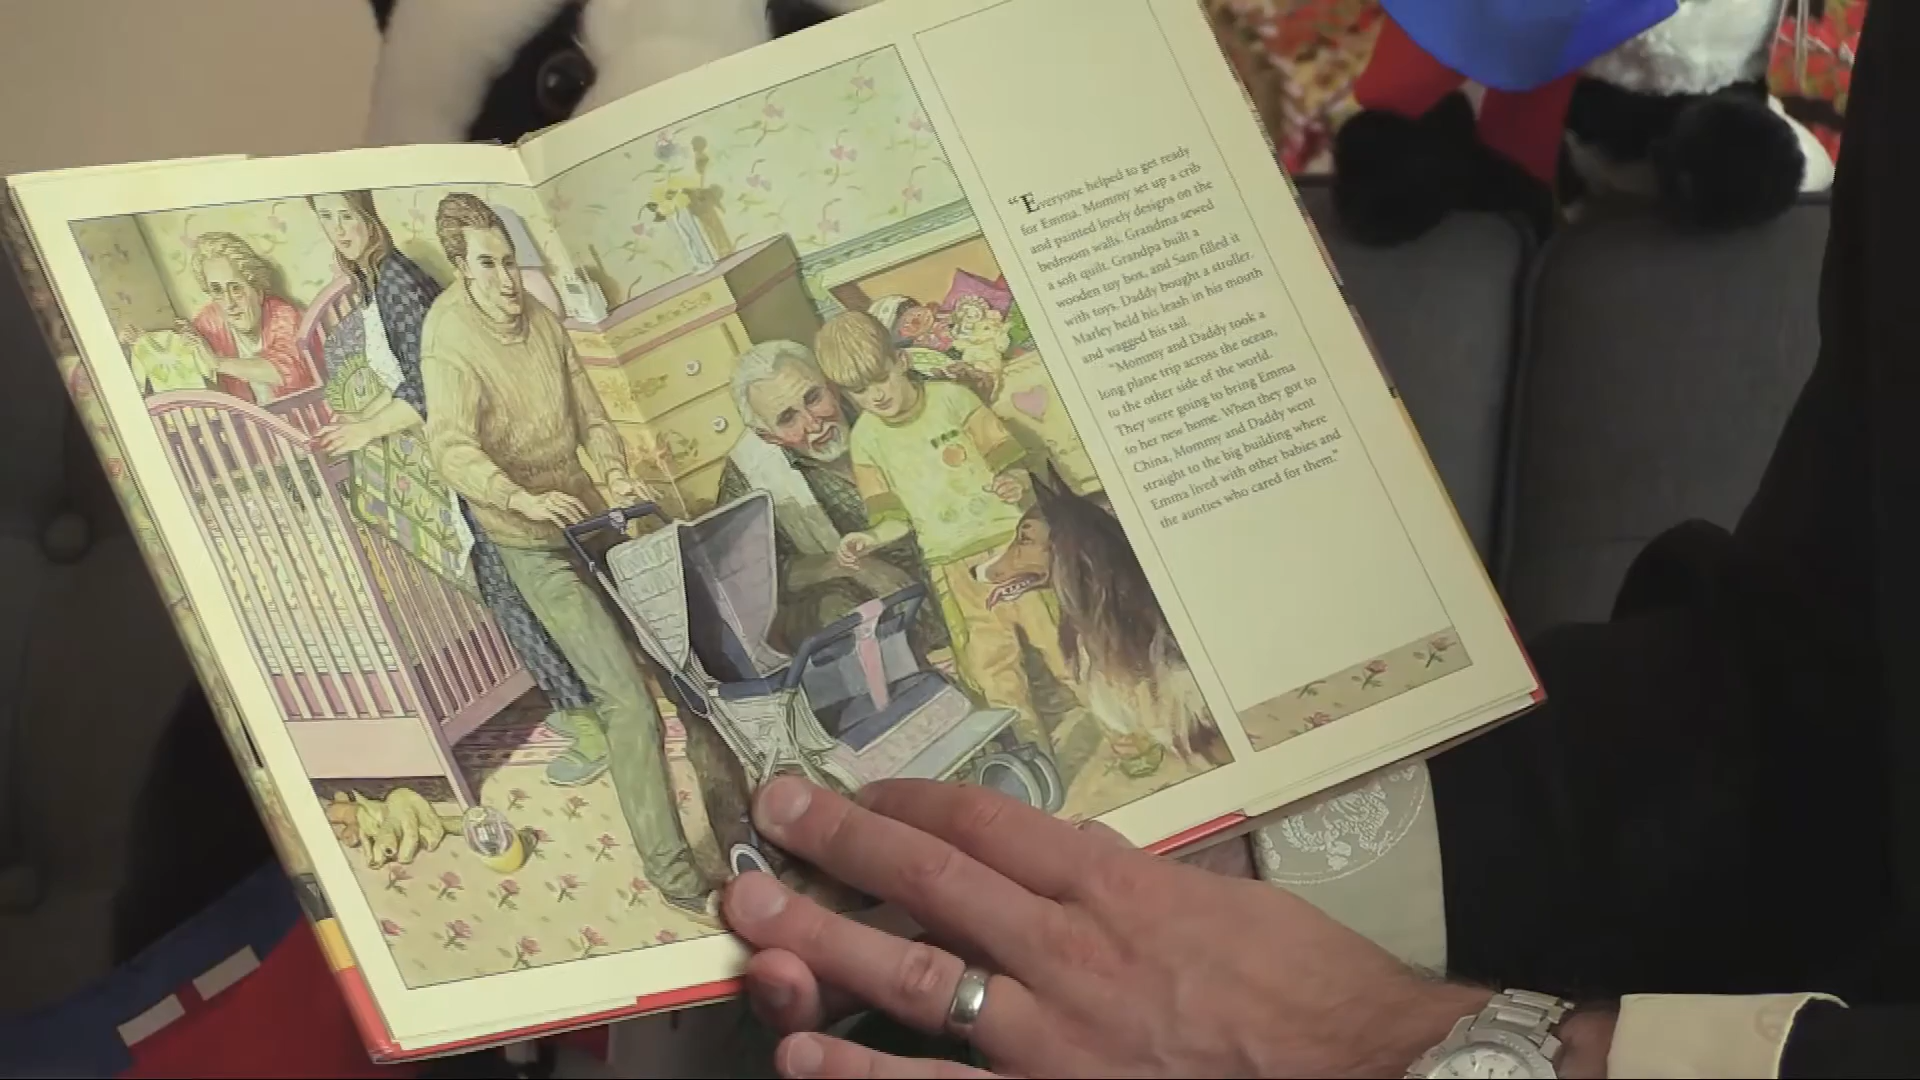 “Everyone helped to get ready
for Emma. Mommy set up a crib
and painted lovely designs on the
bedroom walls. Grandma sewed
a soft quilt. Grandpa built a
wooden toy box, and Sam filled it
with toys. Daddy bought a stroller.
Marley held his leash in his mouth
and wagged his tail.
“Mommy and Daddy took a
long plane trip across the ocean,
to the other side of the world.
They were going to bring Emma
to her new home. When they got to
China, Mommy and Daddy went
straight to the big building where
Emma lived with other babies and
the aunties who cared for them.”